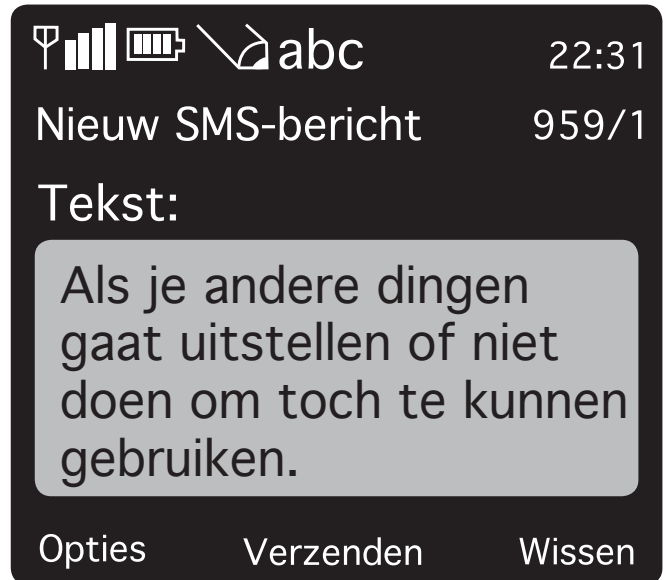 abc 22:31
Nieuw SMS-bericht 959/1
Tekst:
Als je andere dingen
gaat uitstellen of niet
doen om toch te kunnen
gebruiken.
Opties Verzenden Wissen